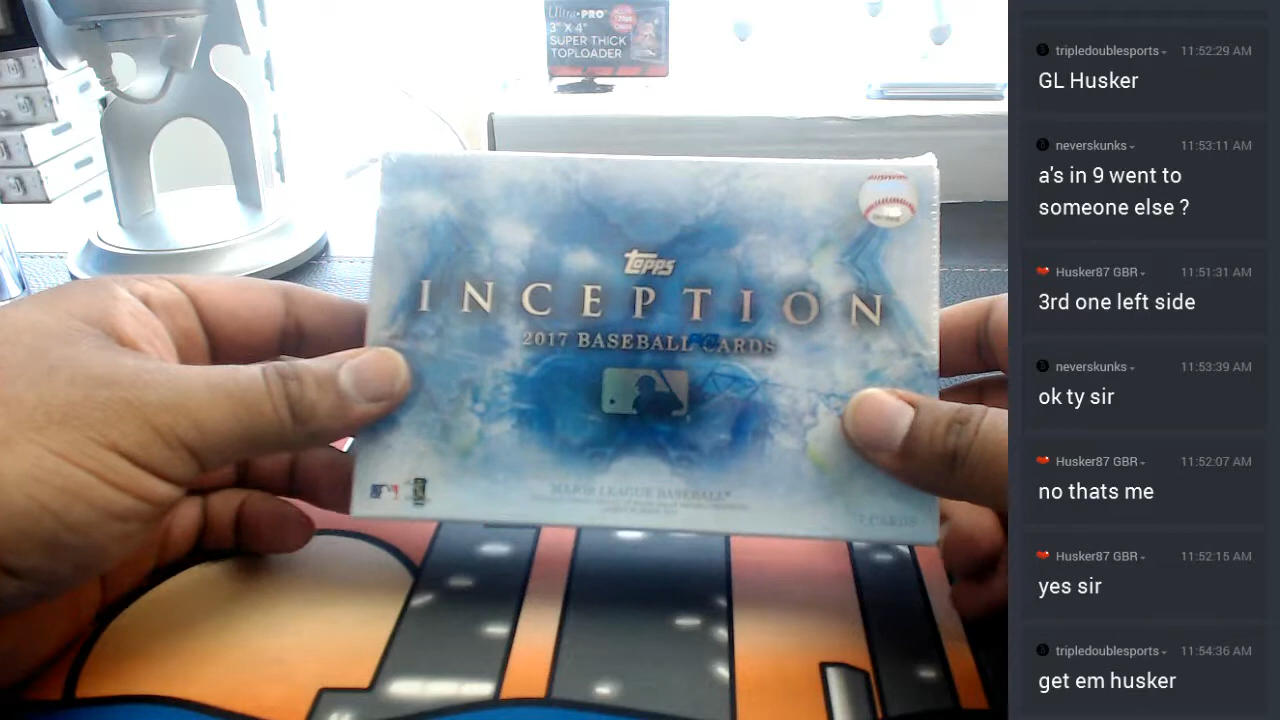 Ultra·PRO
3" X 4"
SUPER THICK
TOPLOADER
Topps
INCEPTION
2017 BASEBALL CARDS
MAJOR LEAGUE BASEBALL
7 CARDS
tripledoublesports 11:52:29 AM
GL Husker
neverskunks 11:53:11 AM
a's in 9 went to
someone else ?
Husker87 GBR 11:51:31 AM
3rd one left side
neverskunks 11:53:39 AM
ok ty sir
Husker87 GBR 11:52:07 AM
no thats me
Husker87 GBR 11:52:15 AM
yes sir
tripledoublesports 11:54:36 AM
get em husker